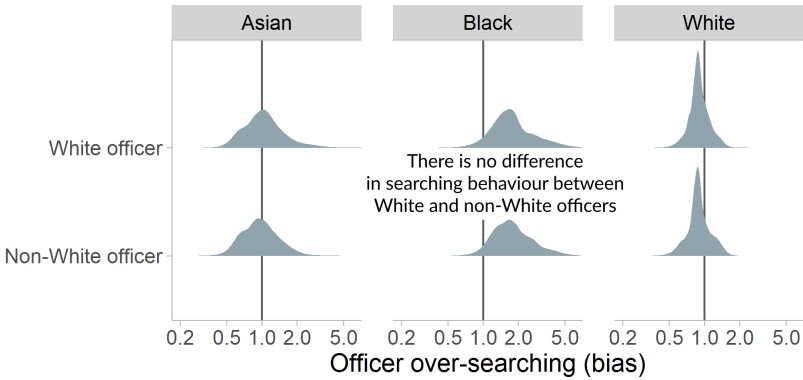 Asian Black White
White officer
There is no difference
in searching behaviour between
White and non-White officers
Non-White officer
0.2 0.5 1.0 2.0 5.0 0.2 0.5 1.0 2.0 5.0 0.2 0.5 1.0 2.0 5.0
Officer over-searching (bias)